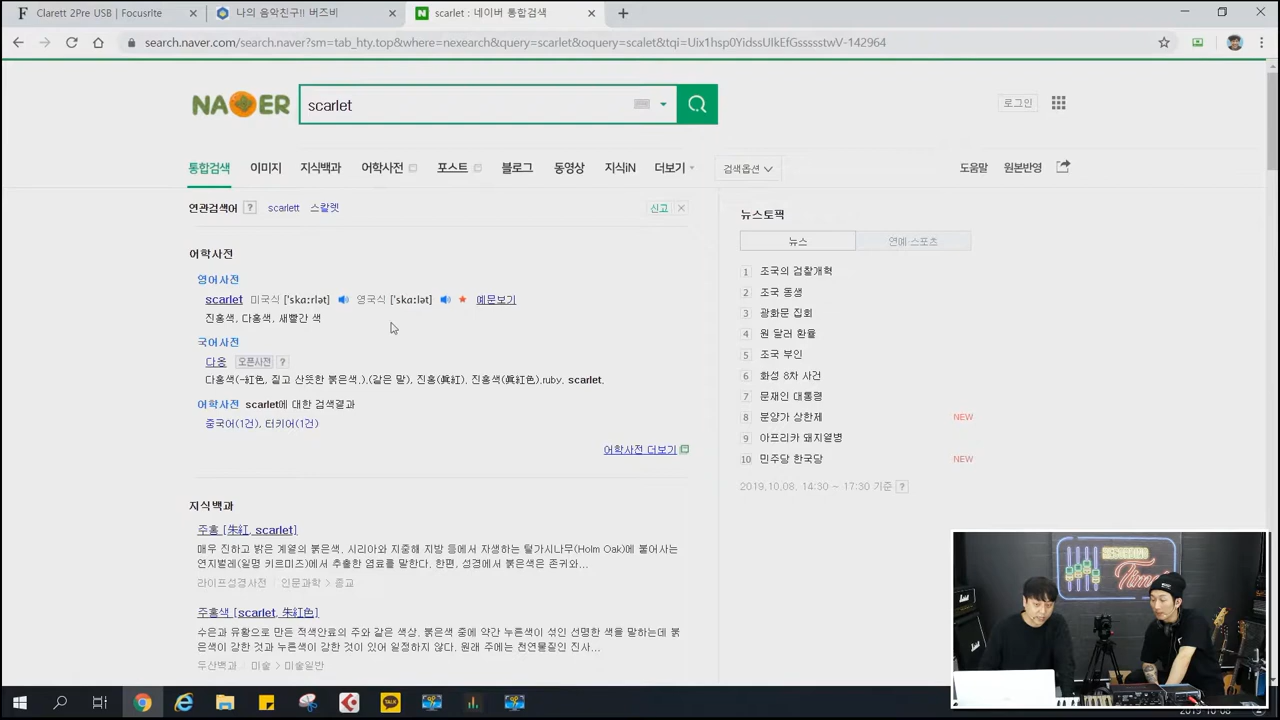 Clarett 2Pre USB | Focusrite
나의 음악친구!! 버즈비
scarlet : 네이버 통합검색
search.naver.com/search.naver?sm=tab_hty.top&where=nexearch&query=scarlet&oquery=scalet&tqi=Uix1hsp0YidssUIkEfGsssssstwV-142964
NAVER
scarlet
로그인
통합검색 이미지 지식백과 어학사전 포스트 블로그 동영상 지식iN 더보기 검색옵션 도움말 원본반영
연관검색어 ? scarlett 스칼렛 신고
어학사전
영어사전
scarlet 미국식 [ˈskɑːrlət] 영국식 [ˈskɑːlət] 예문보기
진홍색, 다홍색, 새빨간 색
국어사전
다옹 오픈사전 ?
다홍색(-紅色, 짙고 산뜻한 붉은색.).(같은 말), 진홍(眞紅), 진홍색(眞紅色).ruby, scarlet,
어학사전 scarlet에 대한 검색결과
중국어(1건), 터키어(1건)
어학사전 더보기
지식백과
주홍 [朱紅, scarlet]
매우 진하고 밝은 계열의 붉은색. 시리아와 지중해 지방 등에서 자생하는 털가시나무(Holm Oak)에 붙어사는
연지벌레(일명 키르미즈)에서 추출한 염료를 말한다. 한편, 성경에서 붉은색은 존귀와...
라이프성경사전 인문과학 > 종교
주홍색 [scarlet, 朱紅色]
수은과 유황으로 만든 적색안료의 주와 같은 색상. 붉은색 중에 약간 누른색이 섞인 선명한 색을 말하는데 붉
은색이 강한 것과 누른색이 강한 것이 있어 일정하지 않다. 원래 주에는 천연물질인 진사...
두산백과 미술 > 미술일반
뉴스토픽
뉴스 연예 스포츠
1 조국의 검찰개혁
2 조국 동생
3 광화문 집회
4 원 달러 환율
5 조국 부인
6 화성 8차 사건
7 문재인 대통령
8 분양가 상한제 NEW
9 아프리카 돼지열병
10 민주당 한국당 NEW
2019.10.08. 14:30 ~ 17:30 기준 ?
Time
TALK
2019-10-08